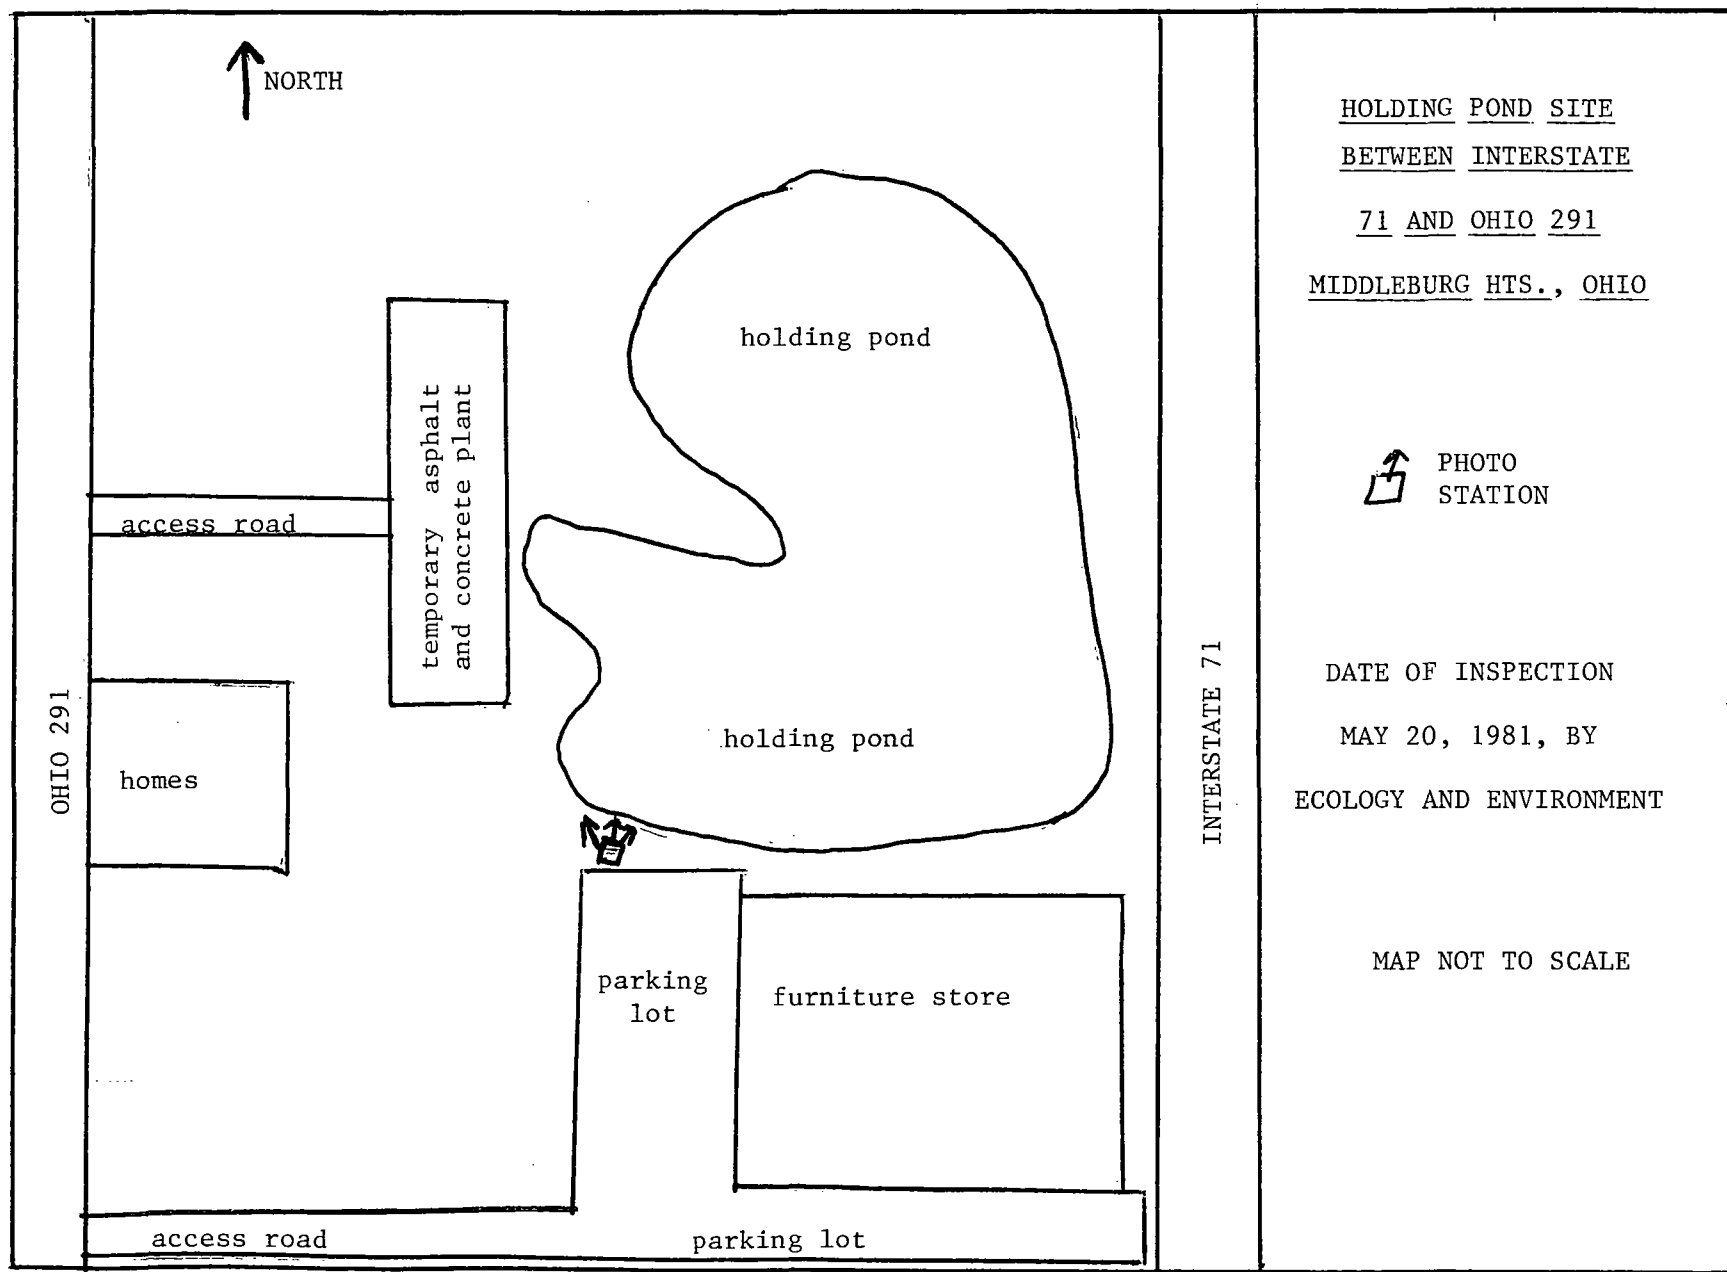 NORTH
holding pond
temporary asphalt
and concrete plant
access road
OHIO 291
homes
holding pond
parking
lot
furniture store
access road
parking lot
INTERSTATE 71
HOLDING POND SITE
BETWEEN INTERSTATE
71 AND OHIO 291
MIDDLEBURG HTS., OHIO
PHOTO
STATION
DATE OF INSPECTION
MAY 20, 1981, BY
ECOLOGY AND ENVIRONMENT
MAP NOT TO SCALE